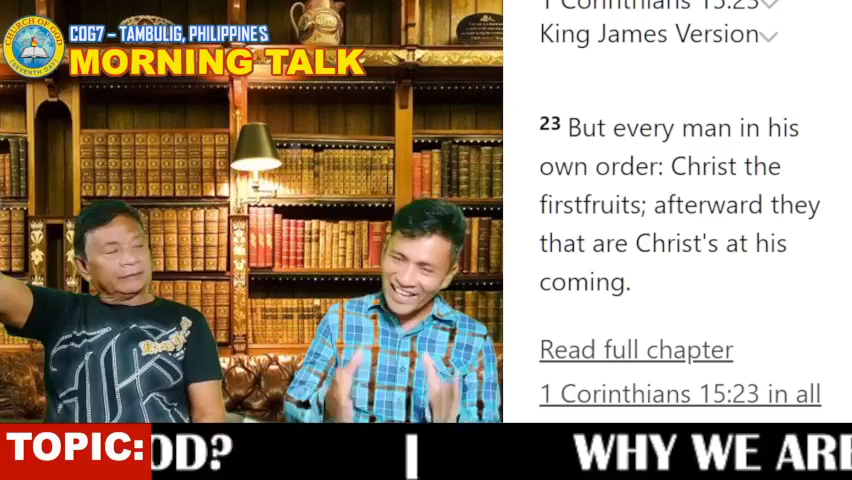 COG7 – TAMBULIG, PHILIPPINES
MORNING TALK
CHURCH OF GOD
(SEVENTH DAY)
1 Corinthians 15:23
King James Version
23 But every man in his
own order: Christ the
firstfruits; afterward they
that are Christ's at his
coming.
Read full chapter
1 Corinthians 15:23 in all
TOPIC: OD? | WHY WE ARE